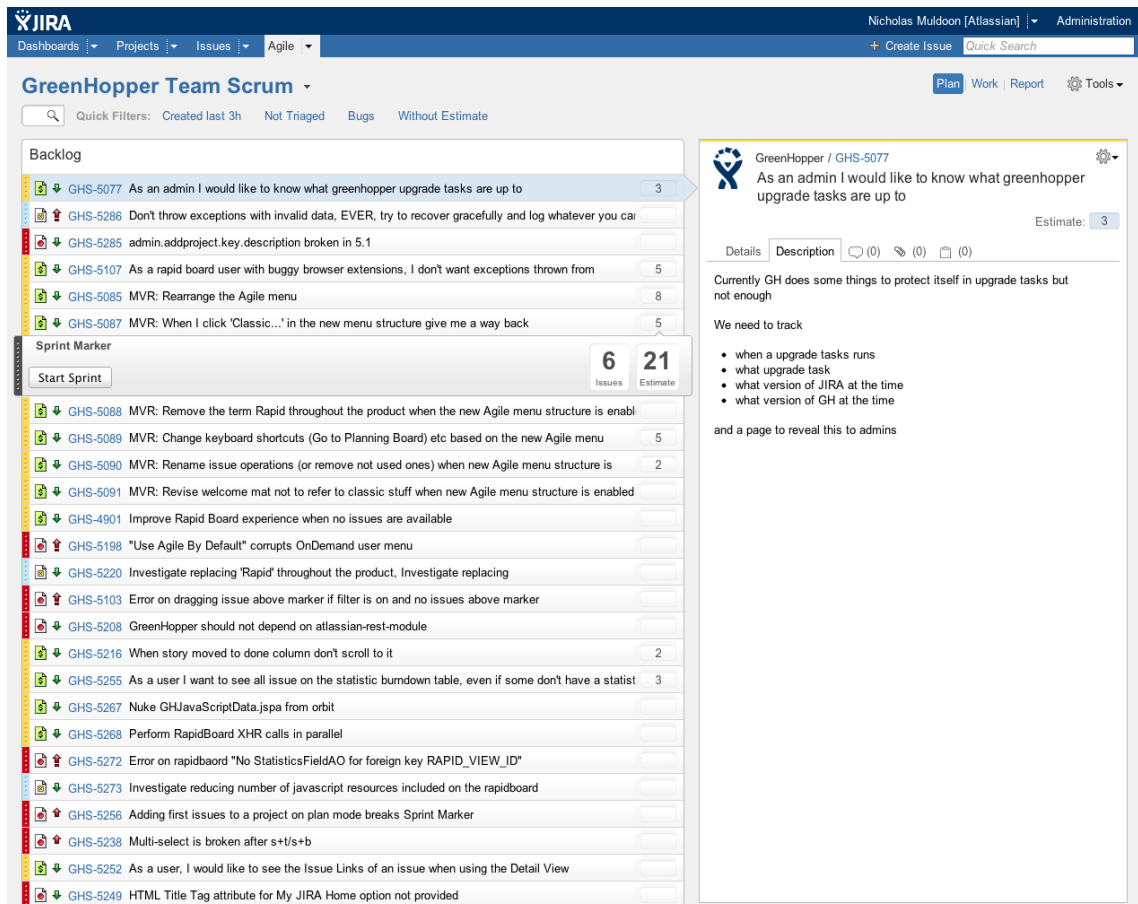 JIRA
Nicholas Muldoon [Atlassian] Administration
Dashboards Projects Issues Agile
+ Create Issue Quick Search
GreenHopper Team Scrum
Plan Work Report Tools
Quick Filters: Created last 3h Not Triaged Bugs Without Estimate
Backlog
GHS-5077 As an admin I would like to know what greenhopper upgrade tasks are up to 3
GHS-5286 Don't throw exceptions with invalid data, EVER, try to recover gracefully and log whatever you car
GHS-5285 admin.addproject.key.description broken in 5.1
GHS-5107 As a rapid board user with buggy browser extensions, I don't want exceptions thrown from 5
GHS-5085 MVR: Rearrange the Agile menu 8
GHS-5087 MVR: When I click 'Classic...' in the new menu structure give me a way back 5
Sprint Marker
Start Sprint
6 Issues
21 Estimate
GHS-5088 MVR: Remove the term Rapid throughout the product when the new Agile menu structure is enabl
GHS-5089 MVR: Change keyboard shortcuts (Go to Planning Board) etc based on the new Agile menu 5
GHS-5090 MVR: Rename issue operations (or remove not used ones) when new Agile menu structure is 2
GHS-5091 MVR: Revise welcome mat not to refer to classic stuff when new Agile menu structure is enabled
GHS-4901 Improve Rapid Board experience when no issues are available
GHS-5198 "Use Agile By Default" corrupts OnDemand user menu
GHS-5220 Investigate replacing 'Rapid' throughout the product, Investigate replacing
GHS-5103 Error on dragging issue above marker if filter is on and no issues above marker
GHS-5208 GreenHopper should not depend on atlassian-rest-module
GHS-5216 When story moved to done column don't scroll to it 2
GHS-5255 As a user I want to see all issue on the statistic burndown table, even if some don't have a statist 3
GHS-5267 Nuke GHJavaScriptData.jspa from orbit
GHS-5268 Perform RapidBoard XHR calls in parallel
GHS-5272 Error on rapidbaord "No StatisticsFieldAO for foreign key RAPID_VIEW_ID"
GHS-5273 Investigate reducing number of javascript resources included on the rapidboard
GHS-5256 Adding first issues to a project on plan mode breaks Sprint Marker
GHS-5238 Multi-select is broken after s+t/s+b
GHS-5252 As a user, I would like to see the Issue Links of an issue when using the Detail View
GHS-5249 HTML Title Tag attribute for My JIRA Home option not provided
GreenHopper / GHS-5077
As an admin I would like to know what greenhopper
upgrade tasks are up to
Estimate: 3
Details Description (0) (0) (0)
Currently GH does some things to protect itself in upgrade tasks but
not enough
We need to track
• when a upgrade tasks runs
• what upgrade task
• what version of JIRA at the time
• what version of GH at the time
and a page to reveal this to admins